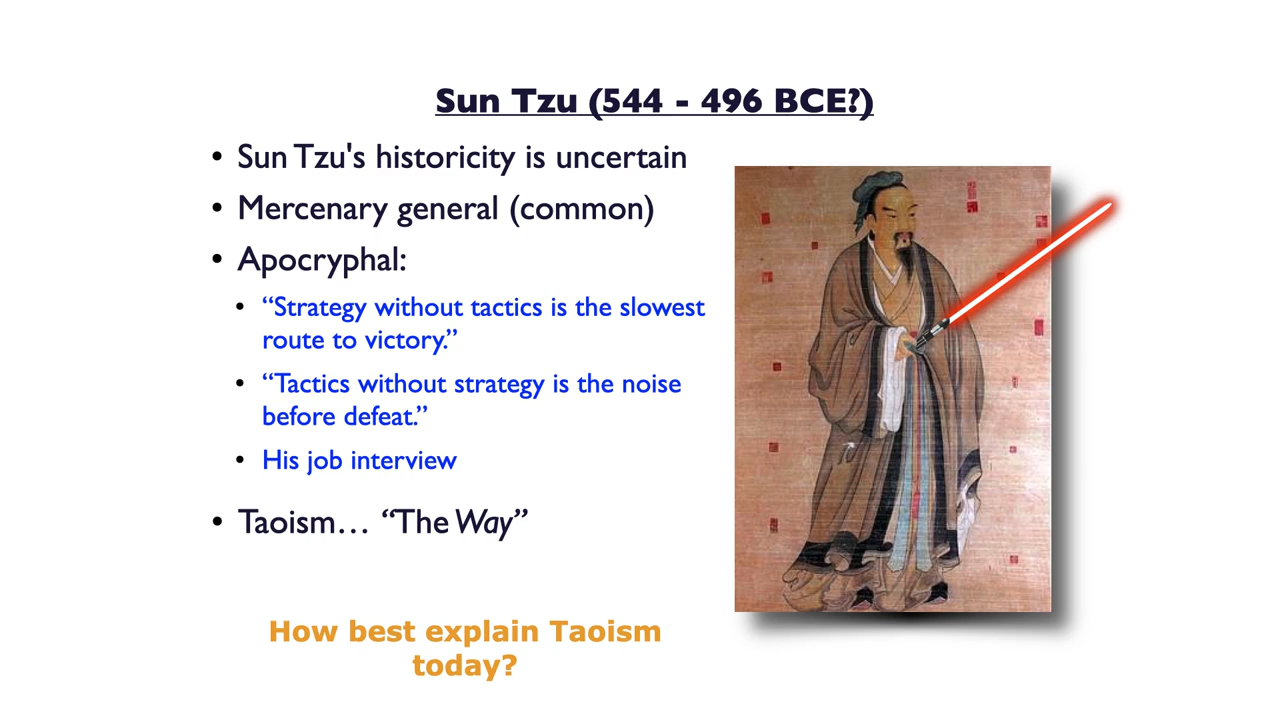 Sun Tzu (544 - 496 BCE?)
• Sun Tzu's historicity is uncertain
• Mercenary general (common)
• Apocryphal:
• “Strategy without tactics is the slowest
route to victory.”
• “Tactics without strategy is the noise
before defeat.”
• His job interview
• Taoism… “The Way”
How best explain Taoism
today?